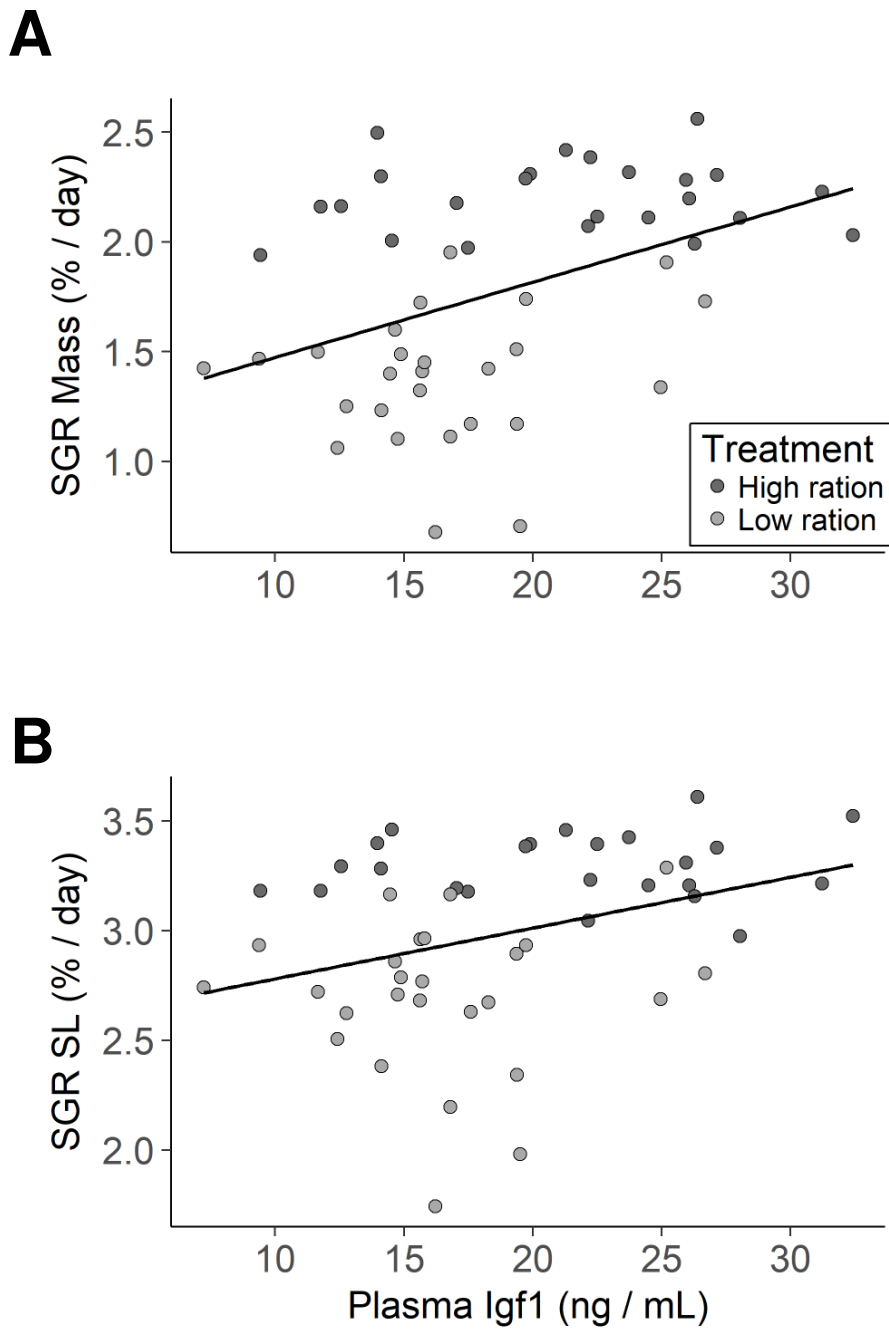 A
SGR Mass (% / day)
2.5
2.0
1.5
1.0
Treatment
High ration
Low ration
10 15 20 25 30
B
SGR SL (% / day)
3.5
3.0
2.5
2.0
10 15 20 25 30
Plasma Igf1 (ng / mL)